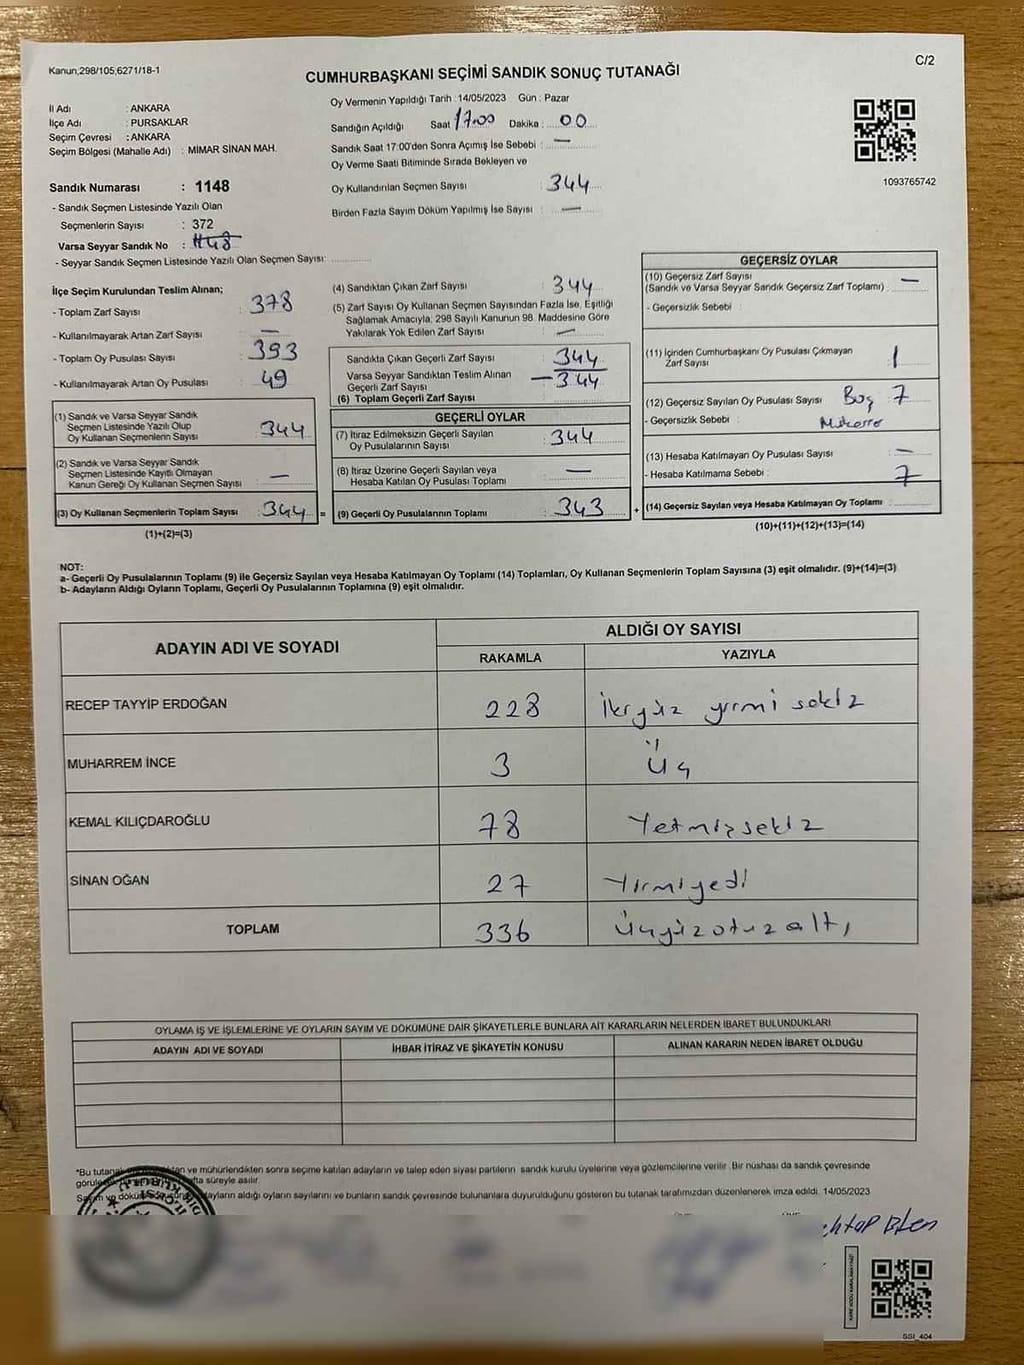 Kanun;298/105,6271/18-1
C/2
CUMHURBAŞKANI SEÇİMİ SANDIK SONUÇ TUTANAĞI
İl Adı : ANKARA
İlçe Adı : PURSAKLAR
Seçim Çevresi : ANKARA
Seçim Bölgesi (Mahalle Adı) : MİMAR SİNAN MAH.
Oy Vermenin Yapıldığı Tarih : 14/05/2023 Gün : Pazar
Sandığın Açıldığı Saat 17.00 Dakika : 00
Sandık Saat 17:00'den Sonra Açımış İse Sebebi : —
Oy Verme Saati Bitiminde Sırada Bekleyen ve
Oy Kullandırılan Seçmen Sayısı : 344
Birden Fazla Sayım Döküm Yapılmış İse Sayısı : —
1093765742
Sandık Numarası : 1148
- Sandık Seçmen Listesinde Yazılı Olan
Seçmenlerin Sayısı : 372
Varsa Seyyar Sandık No : 1148
- Seyyar Sandık Seçmen Listesinde Yazılı Olan Seçmen Sayısı:
İlçe Seçim Kurulundan Teslim Alınan;
- Toplam Zarf Sayısı : 378
- Kullanılmayarak Artan Zarf Sayısı : —
- Toplam Oy Pusulası Sayısı : 393
- Kullanılmayarak Artan Oy Pusulası : 49
(1) Sandık ve Varsa Seyyar Sandık
Seçmen Listesinde Yazılı Olup
Oy Kullanan Seçmenlerin Sayısı : 344
(2) Sandık ve Varsa Seyyar Sandık
Seçmen Listesinde Kayıtlı Olmayan
Kanun Gereği Oy Kullanan Seçmen Sayısı : —
(3) Oy Kullanan Seçmenlerin Toplam Sayısı : 344 =
(1)+(2)=(3)
(4) Sandıktan Çıkan Zarf Sayısı : 344
(5) Zarf Sayısı Oy Kullanan Seçmen Sayısından Fazla İse, Eşitliği
Sağlamak Amacıyla; 298 Sayılı Kanunun 98. Maddesine Göre
Yakılarak Yok Edilen Zarf Sayısı : —
Sandıkta Çıkan Geçerli Zarf Sayısı : 344
Varsa Seyyar Sandıktan Teslim Alınan
Geçerli Zarf Sayısı : —
(6) Toplam Geçerli Zarf Sayısı : 344
GEÇERLİ OYLAR
(7) İtiraz Edilmeksizin Geçerli Sayılan
Oy Pusulalarının Sayısı : 344
(8) İtiraz Üzerine Geçerli Sayılan veya
Hesaba Katılan Oy Pusulası Toplamı : —
(9) Geçerli Oy Pusulalarının Toplamı : 343 +
GEÇERSİZ OYLAR
(10) Geçersiz Zarf Sayısı
(Sandık ve Varsa Seyyar Sandık Geçersiz Zarf Toplamı) : —
- Geçersizlik Sebebi :
(11) İçinden Cumhurbaşkanı Oy Pusulası Çıkmayan
Zarf Sayısı 1
(12) Geçersiz Sayılan Oy Pusulası Sayısı : Boş 7
- Geçersizlik Sebebi :
(13) Hesaba Katılmayan Oy Pusulası Sayısı : —
- Hesaba Katılmama Sebebi : 7
(14) Geçersiz Sayılan veya Hesaba Katılmayan Oy Toplamı :
(10)+(11)+(12)+(13)=(14)
NOT:
a- Geçerli Oy Pusulalarının Toplamı (9) ile Geçersiz Sayılan veya Hesaba Katılmayan Oy Toplamı (14) Toplamları, Oy Kullanan Seçmenlerin Toplam Sayısına (3) eşit olmalıdır. (9)+(14)=(3)
b- Adayların Aldığı Oyların Toplamı, Geçerli Oy Pusulalarının Toplamına (9) eşit olmalıdır.
ADAYIN ADI VE SOYADI
ALDIĞI OY SAYISI
RAKAMLA YAZIYLA
RECEP TAYYİP ERDOĞAN 228 İkiyüz yirmi sekiz
MUHARREM İNCE 3 Üç
KEMAL KILIÇDAROĞLU 78 Yetmişsekiz
SİNAN OĞAN 27 Yirmiyedi
TOPLAM 336 Üçyüzotuzaltı
OYLAMA İŞ VE İŞLEMLERİNE VE OYLARIN SAYIM VE DÖKÜMÜNE DAİR ŞİKAYETLERLE BUNLARA AİT KARARLARIN NELERDEN İBARET BULUNDUKLARI
ADAYIN ADI VE SOYADI İHBAR İTİRAZ VE ŞİKAYETİN KONUSU ALINAN KARARIN NEDEN İBARET OLDUĞU
*Bu tutanak ve mühürlendikten sonra seçime katılan adayların ve talep eden siyasi partilerin sandık kurulu üyelerine veya gözlemcilerine verilir. Bir nüshası da sandık çevresinde
süreyle asılır.
adayların aldığı oyların sayılarını ve bunların sandık çevresinde bulunanlara duyurulduğunu gösteren bu tutanak tarafımızdan düzenlenerek imza edildi. 14/05/2023
SSI_404